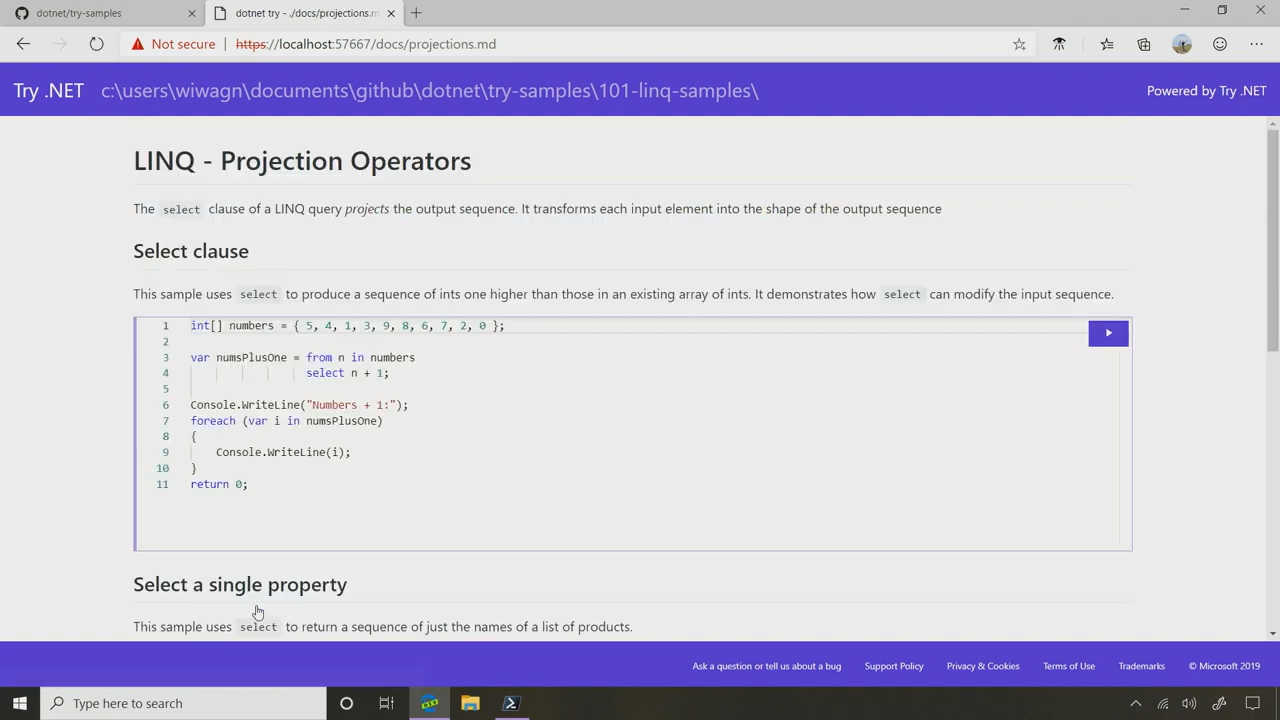 dotnet/try-samples
dotnet try - ./docs/projections.m
Not secure
https://localhost:57667/docs/projections.md
Try .NET
c:\users\wiwagn\documents\github\dotnet\try-samples\101-linq-samples\
Powered by Try .NET
LINQ - Projection Operators
The select clause of a LINQ query projects the output sequence. It transforms each input element into the shape of the output sequence
Select clause
This sample uses select to produce a sequence of ints one higher than those in an existing array of ints. It demonstrates how select can modify the input sequence.
1 int[] numbers = { 5, 4, 1, 3, 9, 8, 6, 7, 2, 0 };
2
3 var numsPlusOne = from n in numbers
4 select n + 1;
5
6 Console.WriteLine("Numbers + 1:");
7 foreach (var i in numsPlusOne)
8 {
9 Console.WriteLine(i);
10 }
11 return 0;
Select a single property
This sample uses select to return a sequence of just the names of a list of products.
Ask a question or tell us about a bug
Support Policy
Privacy & Cookies
Terms of Use
Trademarks
© Microsoft 2019
Type here to search